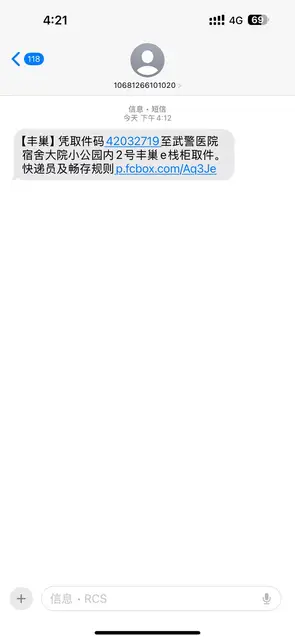 4:21
4G
69
118
10681266101020
信息・短信
今天 下午4:12
【丰巢】凭取件码42032719至武警医院
宿舍大院小公园内2号丰巢e栈柜取件。
快递员及畅存规则p.fcbox.com/Aq3Je
信息・RCS